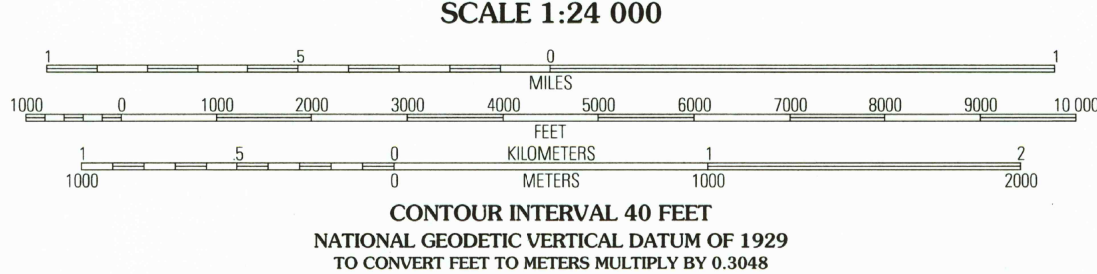 SCALE 1:24 000
1 .5 0 1
MILES
1000 0 1000 2000 3000 4000 5000 6000 7000 8000 9000 10 000
FEET
1 .5 0 KILOMETERS 1 2
1000 0 METERS 1000 2000
CONTOUR INTERVAL 40 FEET
NATIONAL GEODETIC VERTICAL DATUM OF 1929
TO CONVERT FEET TO METERS MULTIPLY BY 0.3048